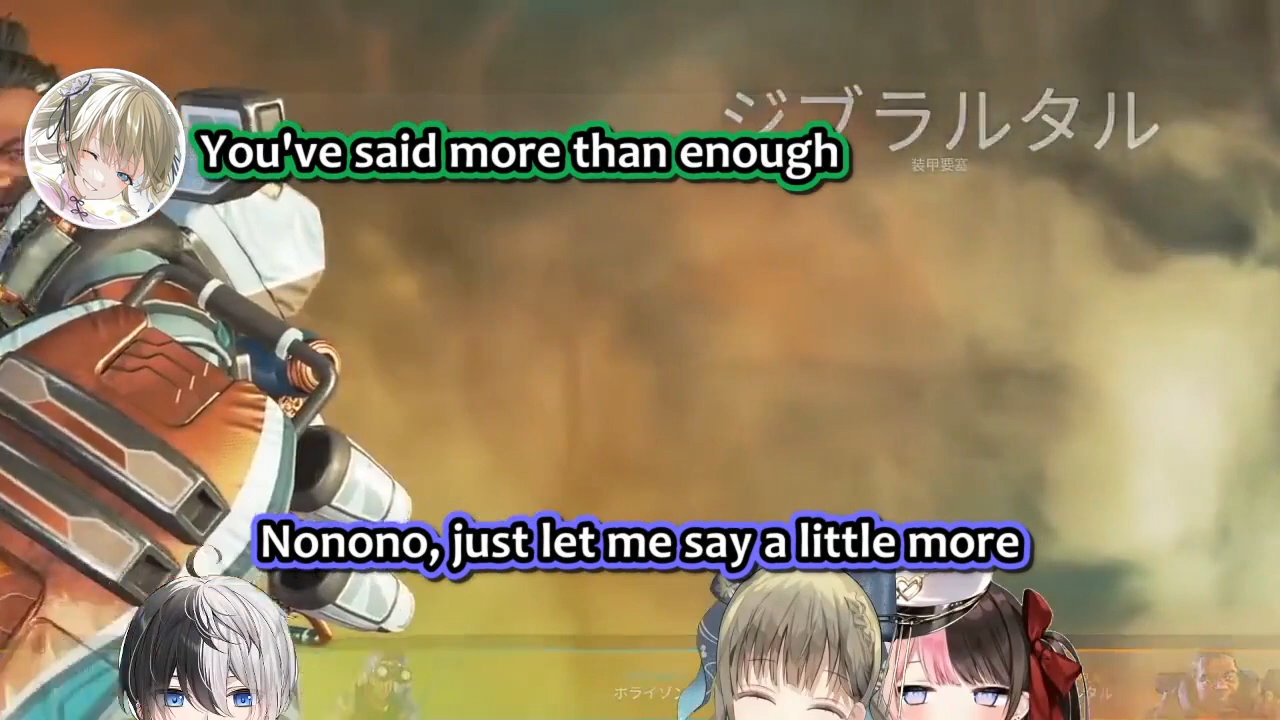 ジブラルタル
装甲要塞
You've said more than enough
Nonono, just let me say a little more
ホライゾン